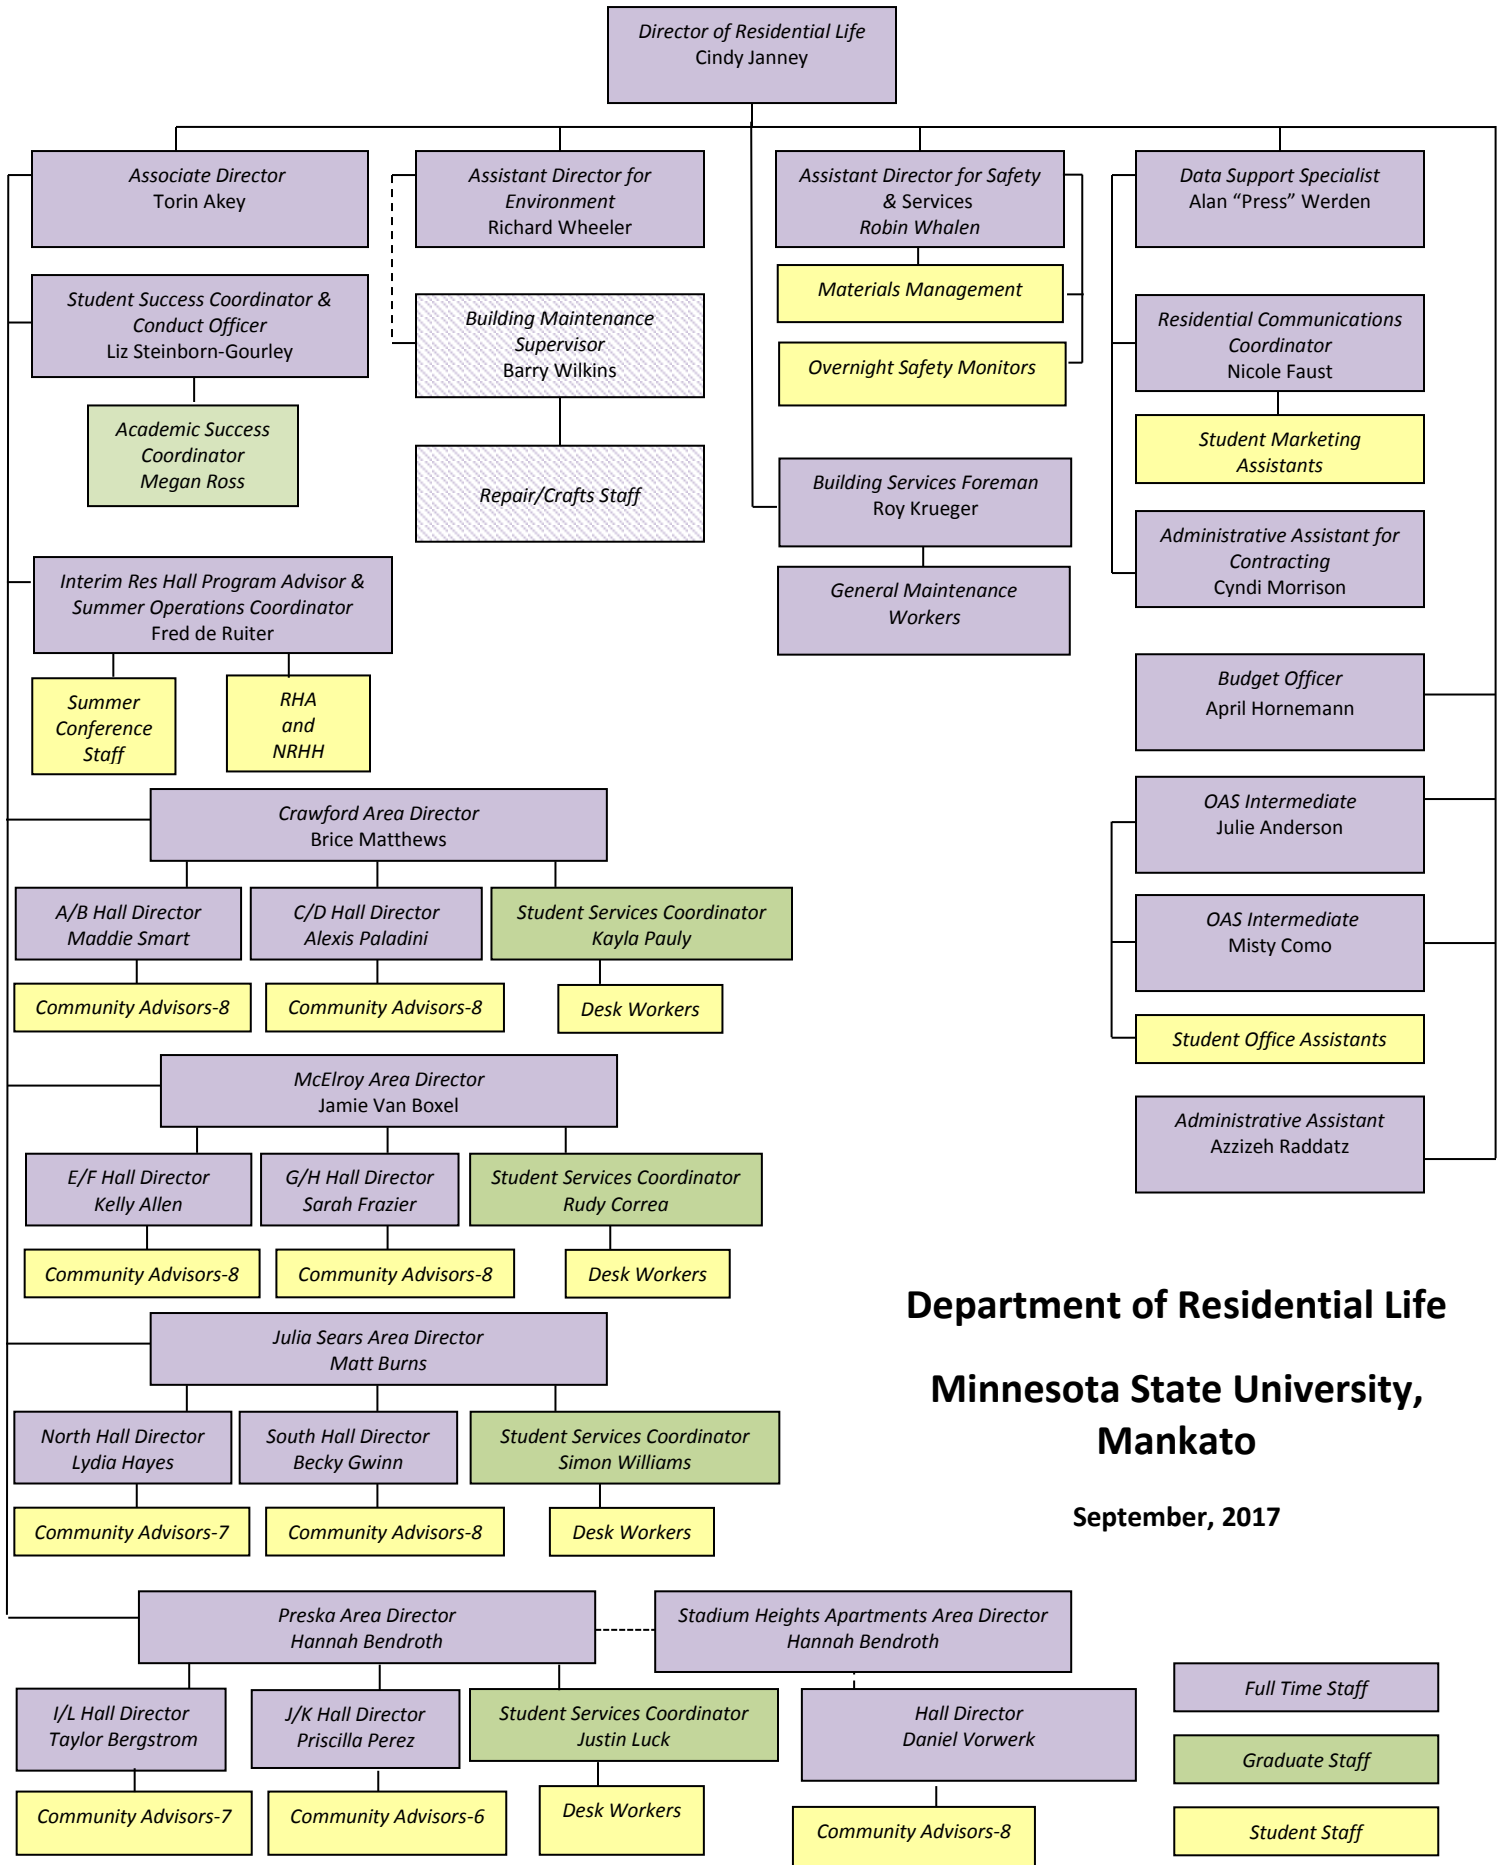 Director of Residential Life
Cindy Janney
Associate Director
Torin Akey
Assistant Director for
Environment
Richard Wheeler
Assistant Director for Safety
& Services
Robin Whalen
Data Support Specialist
Alan “Press” Werden
Student Success Coordinator &
Conduct Officer
Liz Steinborn-Gourley
Academic Success
Coordinator
Megan Ross
Building Maintenance
Supervisor
Barry Wilkins
Repair/Crafts Staff
Materials Management
Overnight Safety Monitors
Building Services Foreman
Roy Krueger
General Maintenance
Workers
Residential Communications
Coordinator
Nicole Faust
Student Marketing
Assistants
Administrative Assistant for
Contracting
Cyndi Morrison
Interim Res Hall Program Advisor &
Summer Operations Coordinator
Fred de Ruiter
Summer
Conference
Staff
RHA
and
NRHH
Budget Officer
April Hornemann
OAS Intermediate
Julie Anderson
OAS Intermediate
Misty Como
Student Office Assistants
Administrative Assistant
Azzizeh Raddatz
Crawford Area Director
Brice Matthews
A/B Hall Director
Maddie Smart
C/D Hall Director
Alexis Paladini
Student Services Coordinator
Kayla Pauly
Community Advisors-8
Community Advisors-8
Desk Workers
McElroy Area Director
Jamie Van Boxel
E/F Hall Director
Kelly Allen
G/H Hall Director
Sarah Frazier
Student Services Coordinator
Rudy Correa
Community Advisors-8
Community Advisors-8
Desk Workers
Julia Sears Area Director
Matt Burns
North Hall Director
Lydia Hayes
South Hall Director
Becky Gwinn
Student Services Coordinator
Simon Williams
Community Advisors-7
Community Advisors-8
Desk Workers
Department of Residential Life
Minnesota State University,
Mankato
September, 2017
Preska Area Director
Hannah Bendroth
Stadium Heights Apartments Area Director
Hannah Bendroth
I/L Hall Director
Taylor Bergstrom
J/K Hall Director
Priscilla Perez
Student Services Coordinator
Justin Luck
Hall Director
Daniel Vorwerk
Community Advisors-7
Community Advisors-6
Desk Workers
Community Advisors-8
Full Time Staff
Graduate Staff
Student Staff